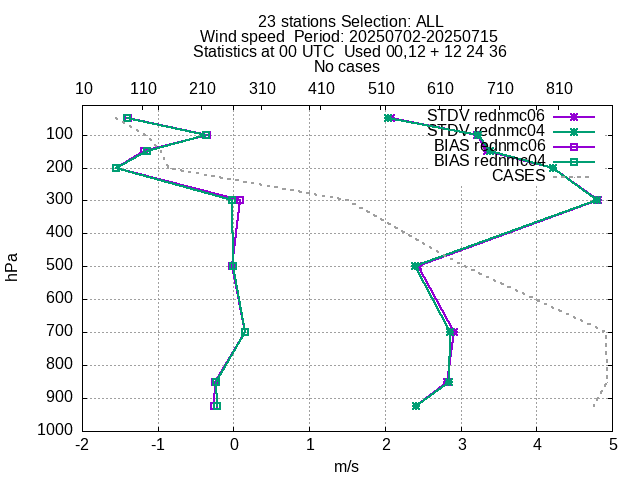 23 stations Selection: ALL
Wind speed  Period: 20250702-20250715
Statistics at 00 UTC  Used 00,12 + 12 24 36
No cases
10 110 210 310 410 510 610 710 810
STDV rednmc06
STDV rednmc04
BIAS rednmc06
BIAS rednmc04
CASES
100
200
300
400
500
600
700
800
900
1000
hPa
-2 -1 0 1 2 3 4 5
m/s